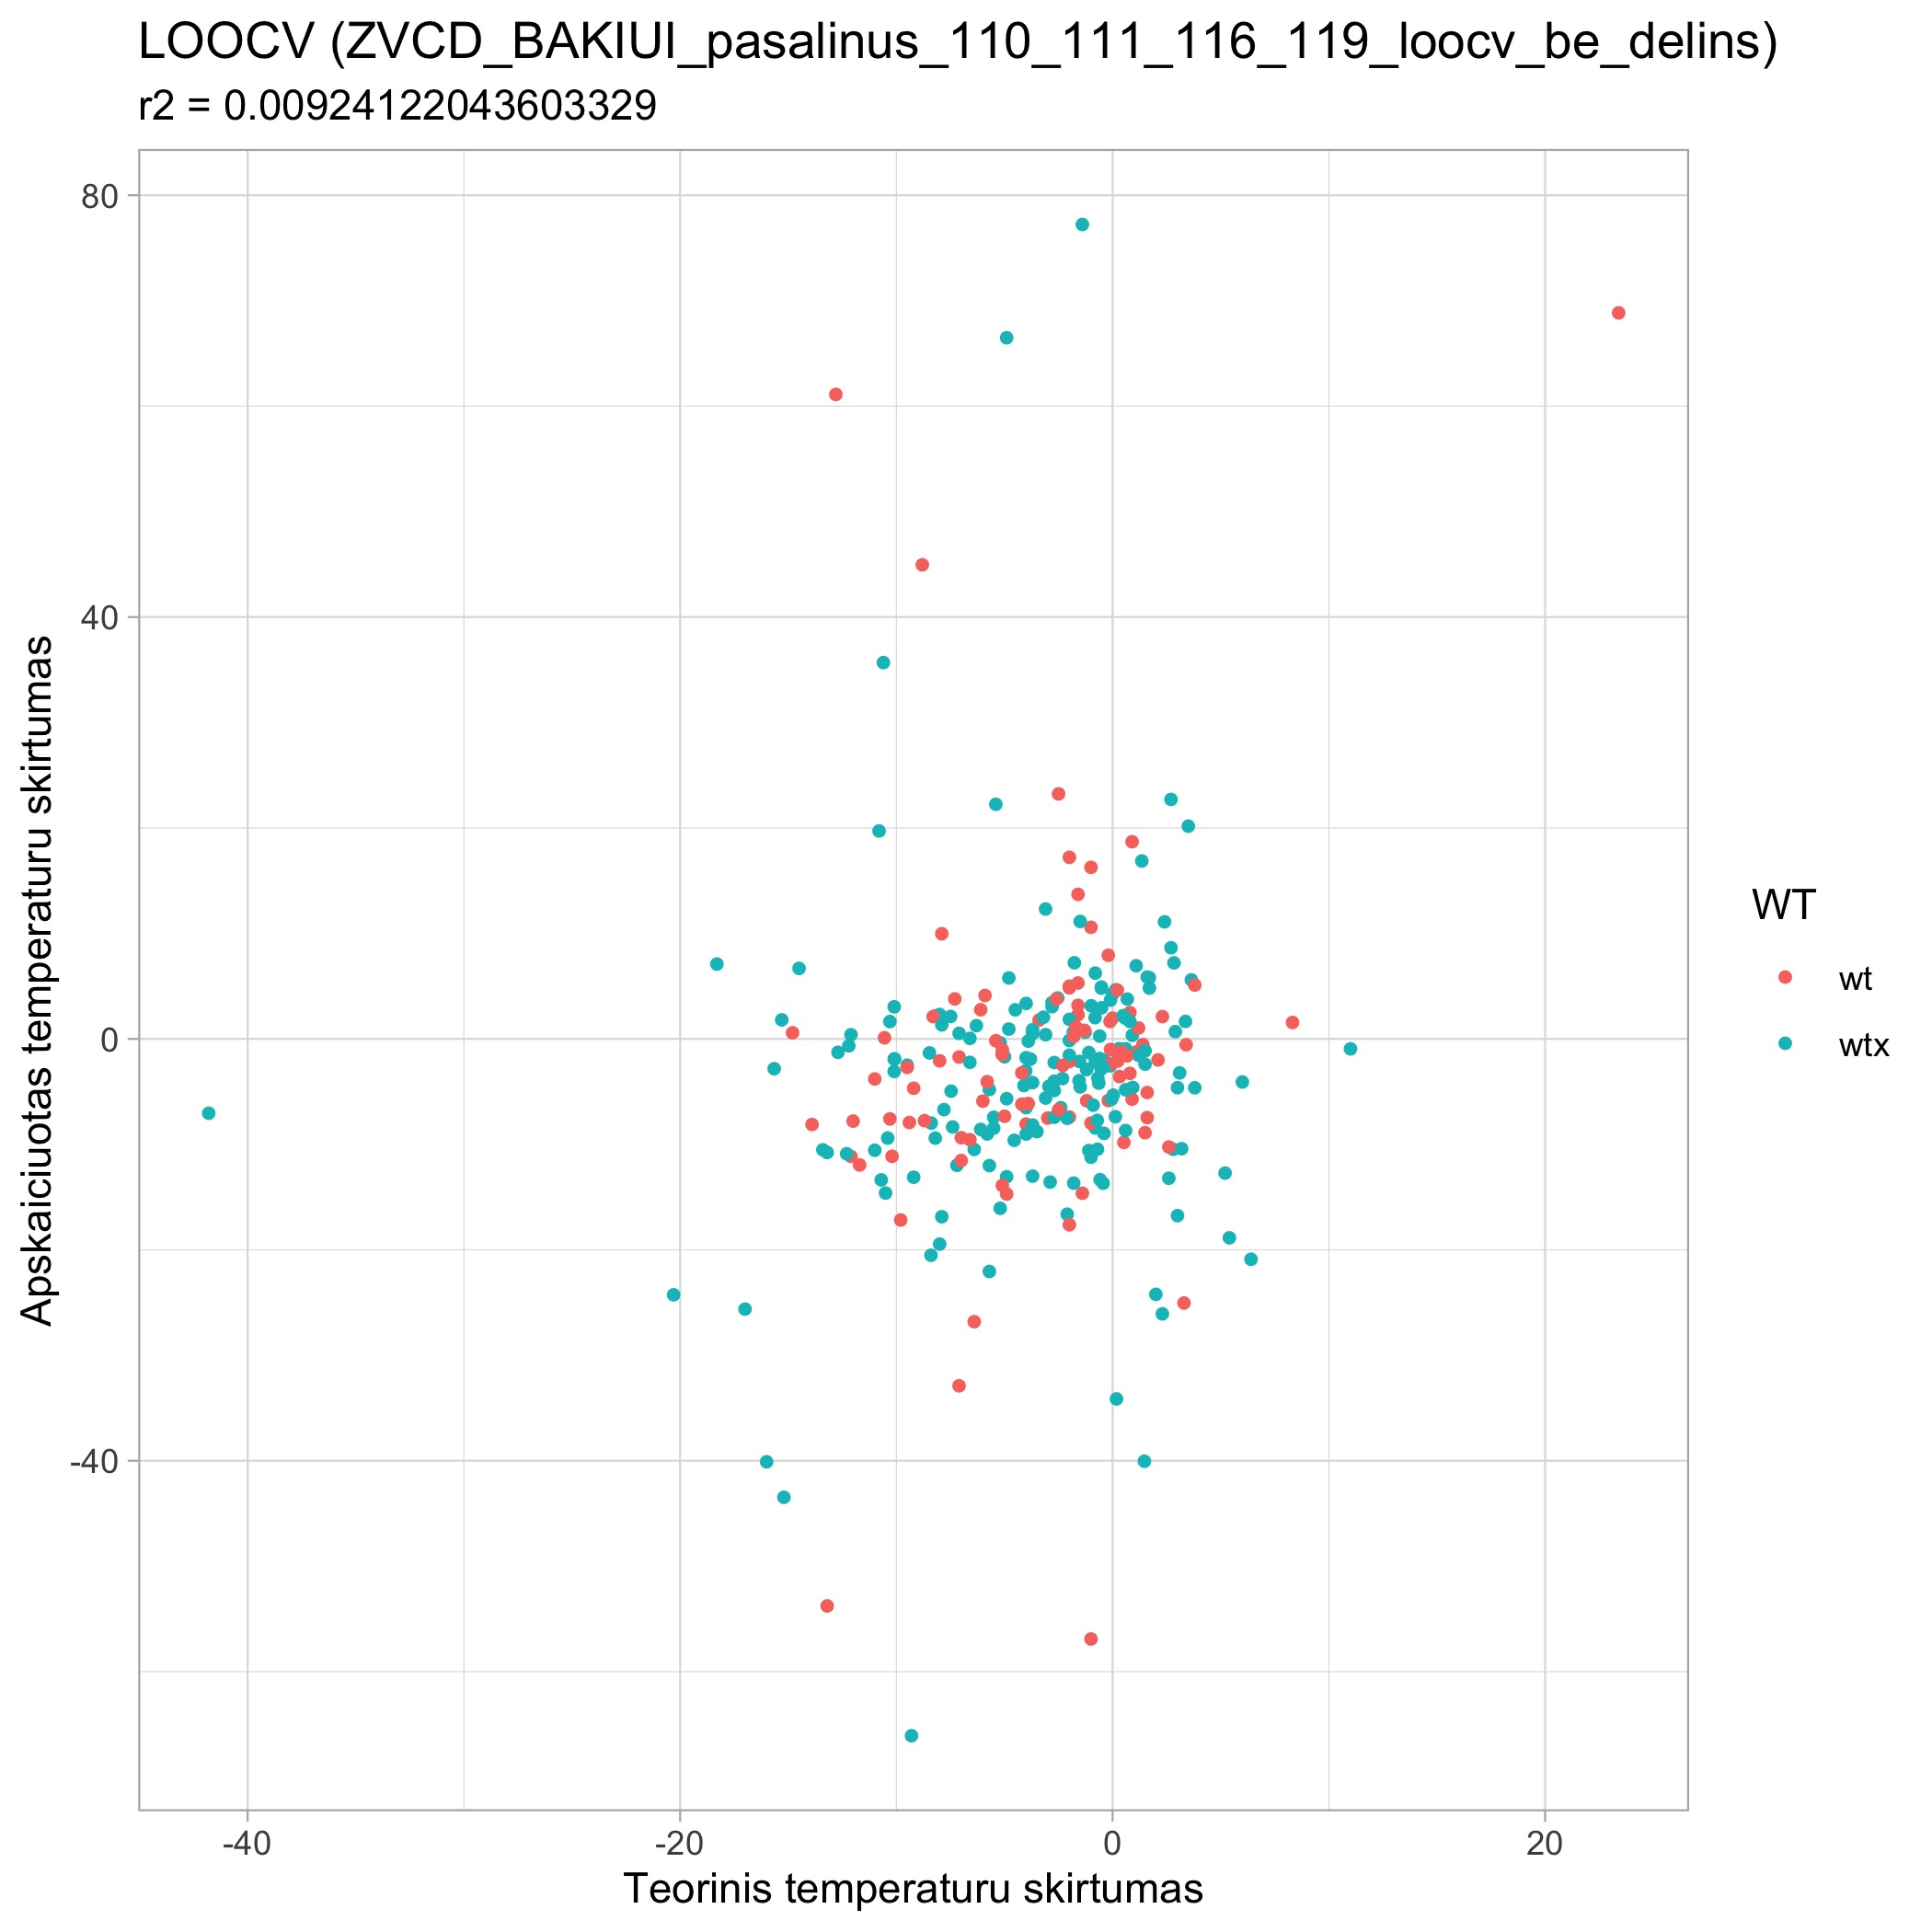 LOOCV (ZVCD_BAKIUI_pasalinus_110_111_116_119_loocv_be_delins)
r2 = 0.00924122043603329
80
40
0
-40
-40
-20
0
20
Teorinis temperaturu skirtumas
Apskaiciuotas temperaturu skirtumas
WT
wt
wtx